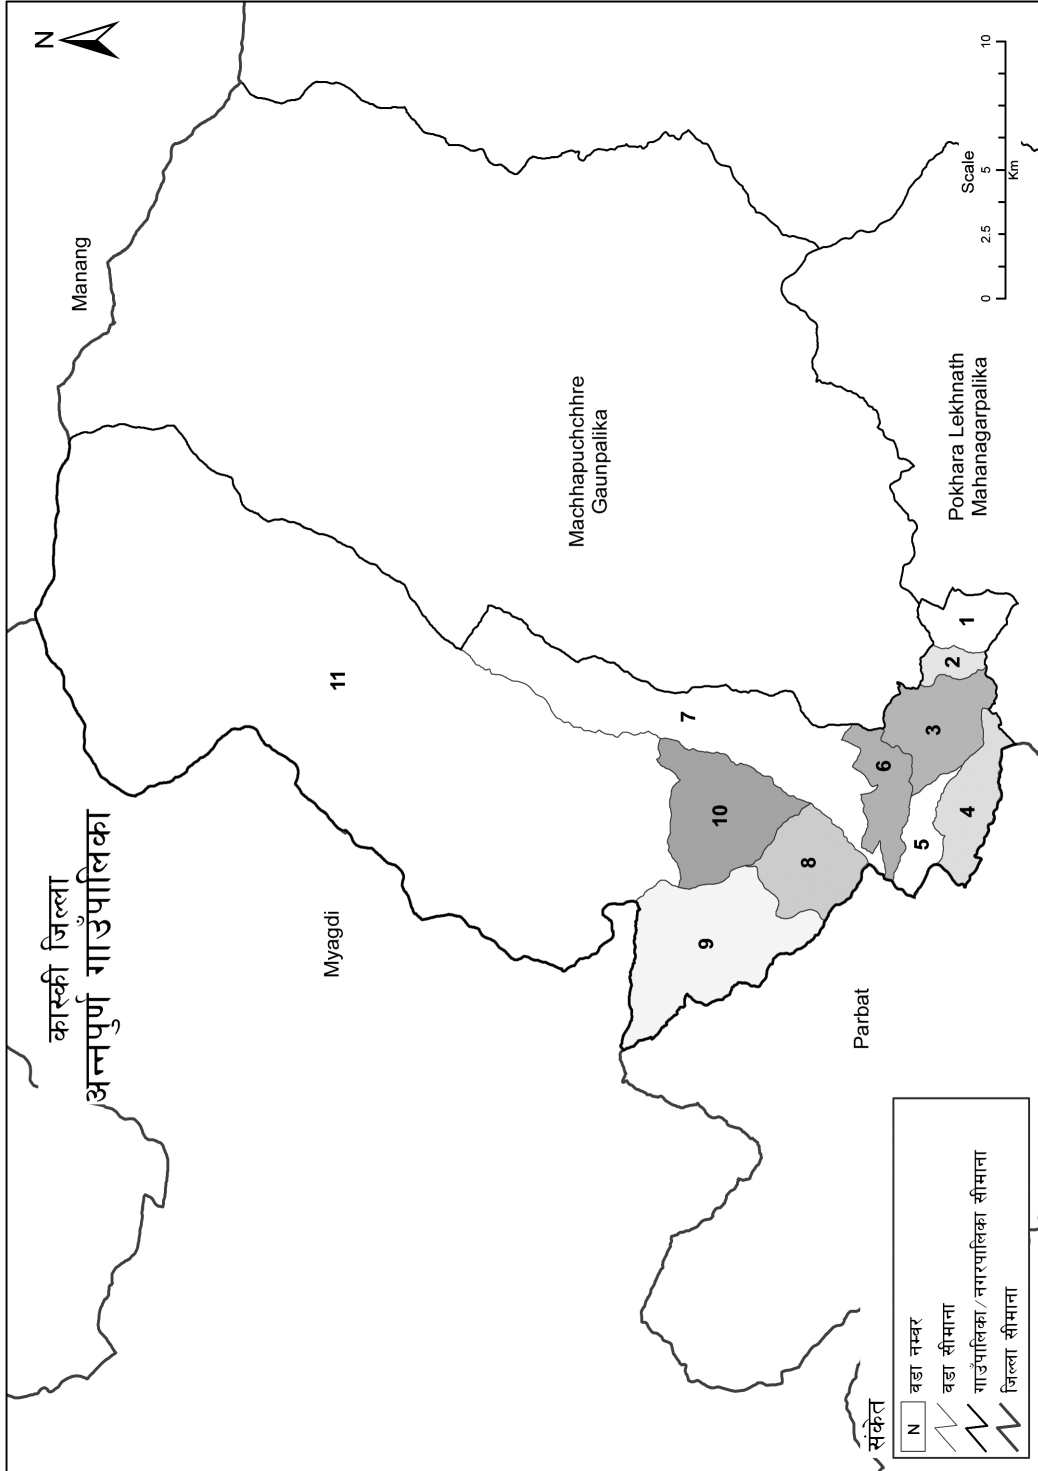 कास्की जिल्ला
अन्नपुर्ण गाउँपालिका
N
Manang
Myagdi
Machhapuchchhre
Gaunpalika
Parbat
Pokhara Lekhnath
Mahanagarpalika
11
7
10
9
8
6
5
4
3
2
1
Scale
0 2.5 5 10
Km
संकेत
N वडा नम्बर
वडा सीमाना
गाउँपालिका/नगरपालिका सीमाना
जिल्ला सीमाना